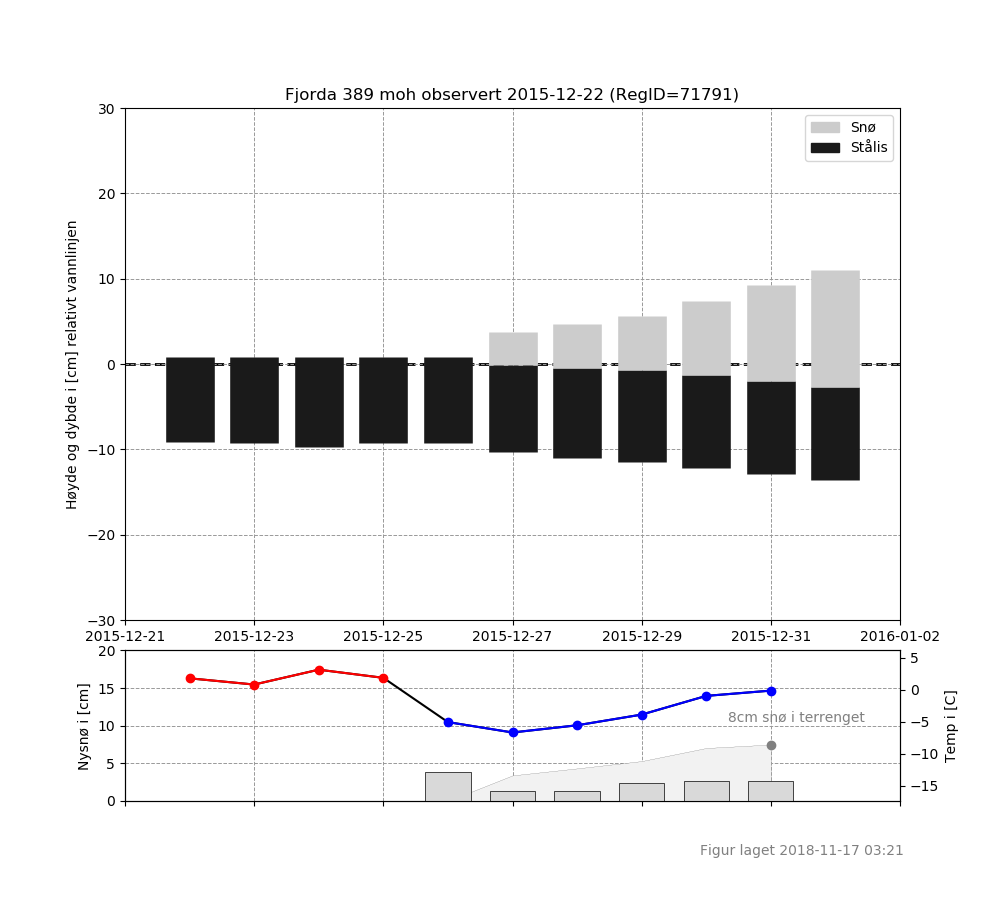 Fjorda 389 moh observert 2015-12-22 (RegID=71791)
Snø
Stålis
Høyde og dybde i [cm] relativt vannlinjen
30
20
10
0
−10
−20
−30
2015-12-21 2015-12-23 2015-12-25 2015-12-27 2015-12-29 2015-12-31 2016-01-02
Nysnø i [cm]
20
15
10
5
0
8cm snø i terrenget
5
0
−5
−10
−15
Temp i [C]
Figur laget 2018-11-17 03:21